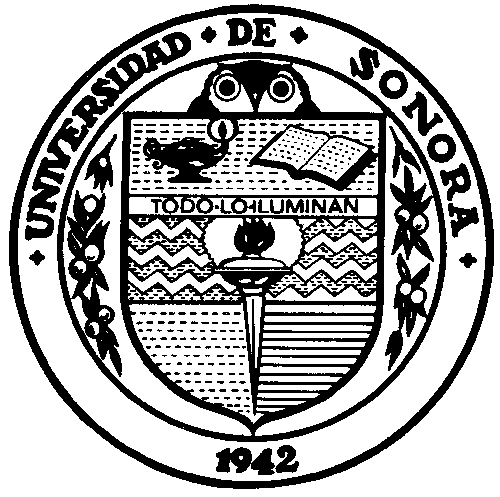 UNIVERSIDAD • DE • SONORA
TODO•LO•ILUMINAN
1942